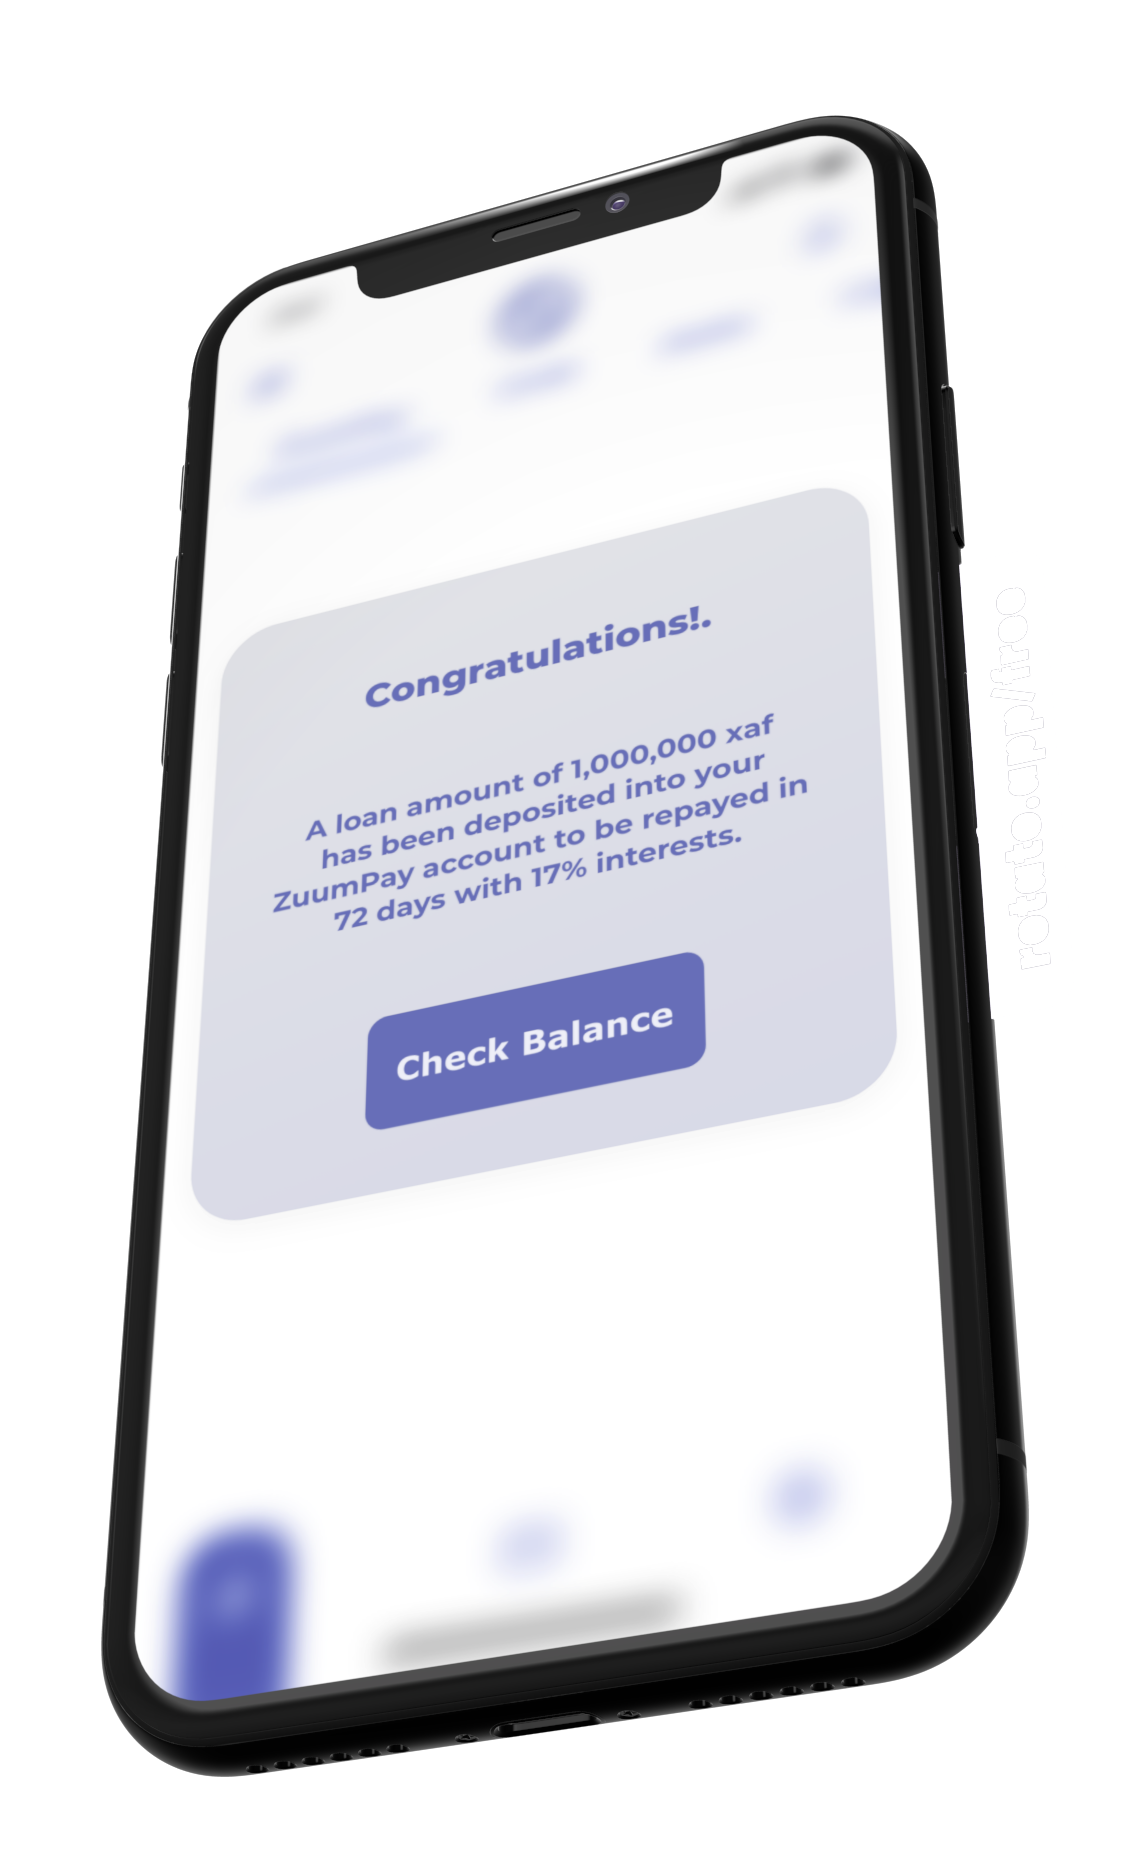 Congratulations!.
A loan amount of 1,000,000 xaf
has been deposited into your
ZuumPay account to be repayed in
72 days with 17% interests.
Check Balance
rotato.app/froo